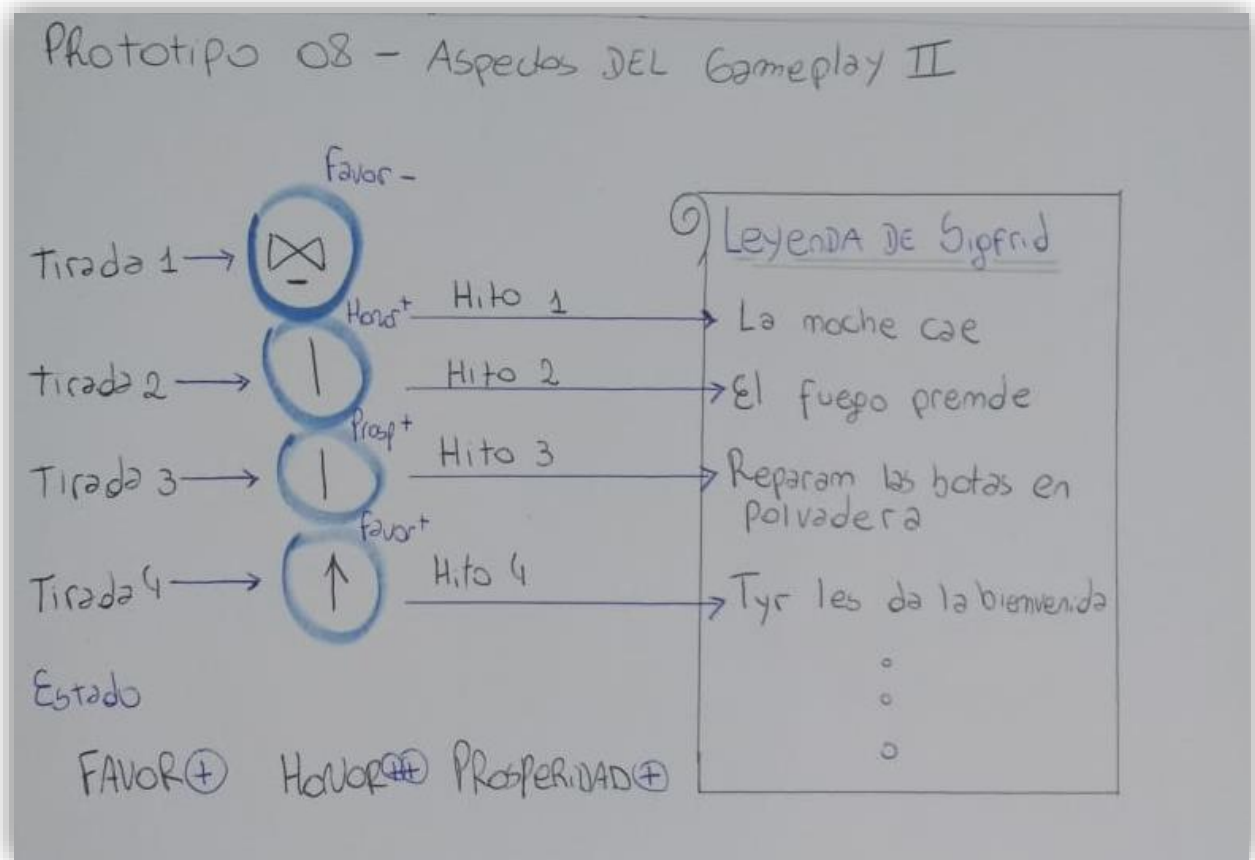 PRototipo 08 - Aspectos DEL Gameplay II
Favor -
Tirada 1
Honor+
Hito 1
Tirada 2
Hito 2
Prosp+
Tirada 3
Hito 3
Favor+
Tirada 4
Hito 4
Leyenda de Sigfrid
La noche cae
El fuego prende
Reparan las botas en
polvadera
Tyr les da la bienvenida
Estado
FAVOR + HONOR ++ PROSPERIDAD +